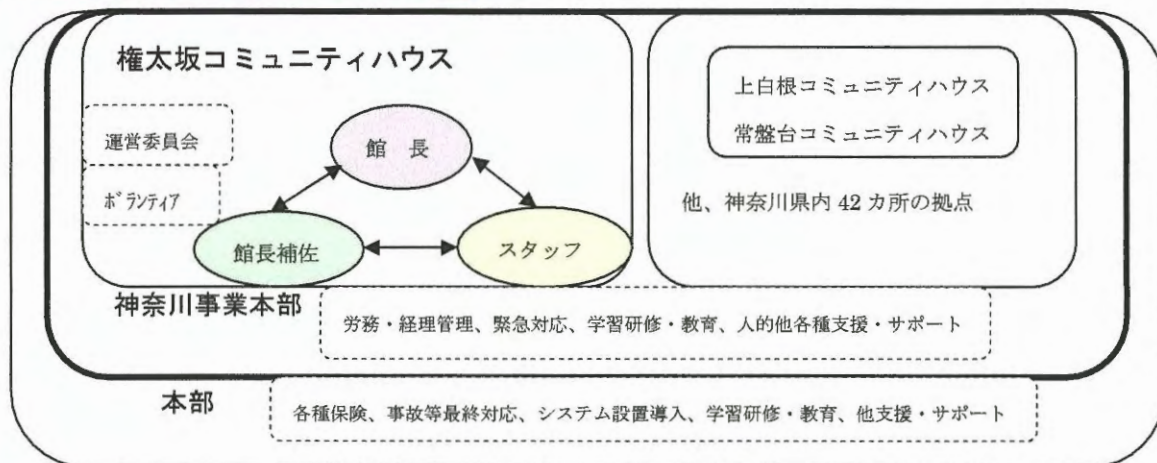 権太坂コミュニティハウス
運営委員会
ボランティア
館　長
館長補佐
スタッフ
上白根コミュニティハウス
常盤台コミュニティハウス
他、神奈川県内 42 カ所の拠点
神奈川事業本部
労務・経理管理、緊急対応、学習研修・教育、人的他各種支援・サポート
本部
各種保険、事故等最終対応、システム設置導入、学習研修・教育、他支援・サポート